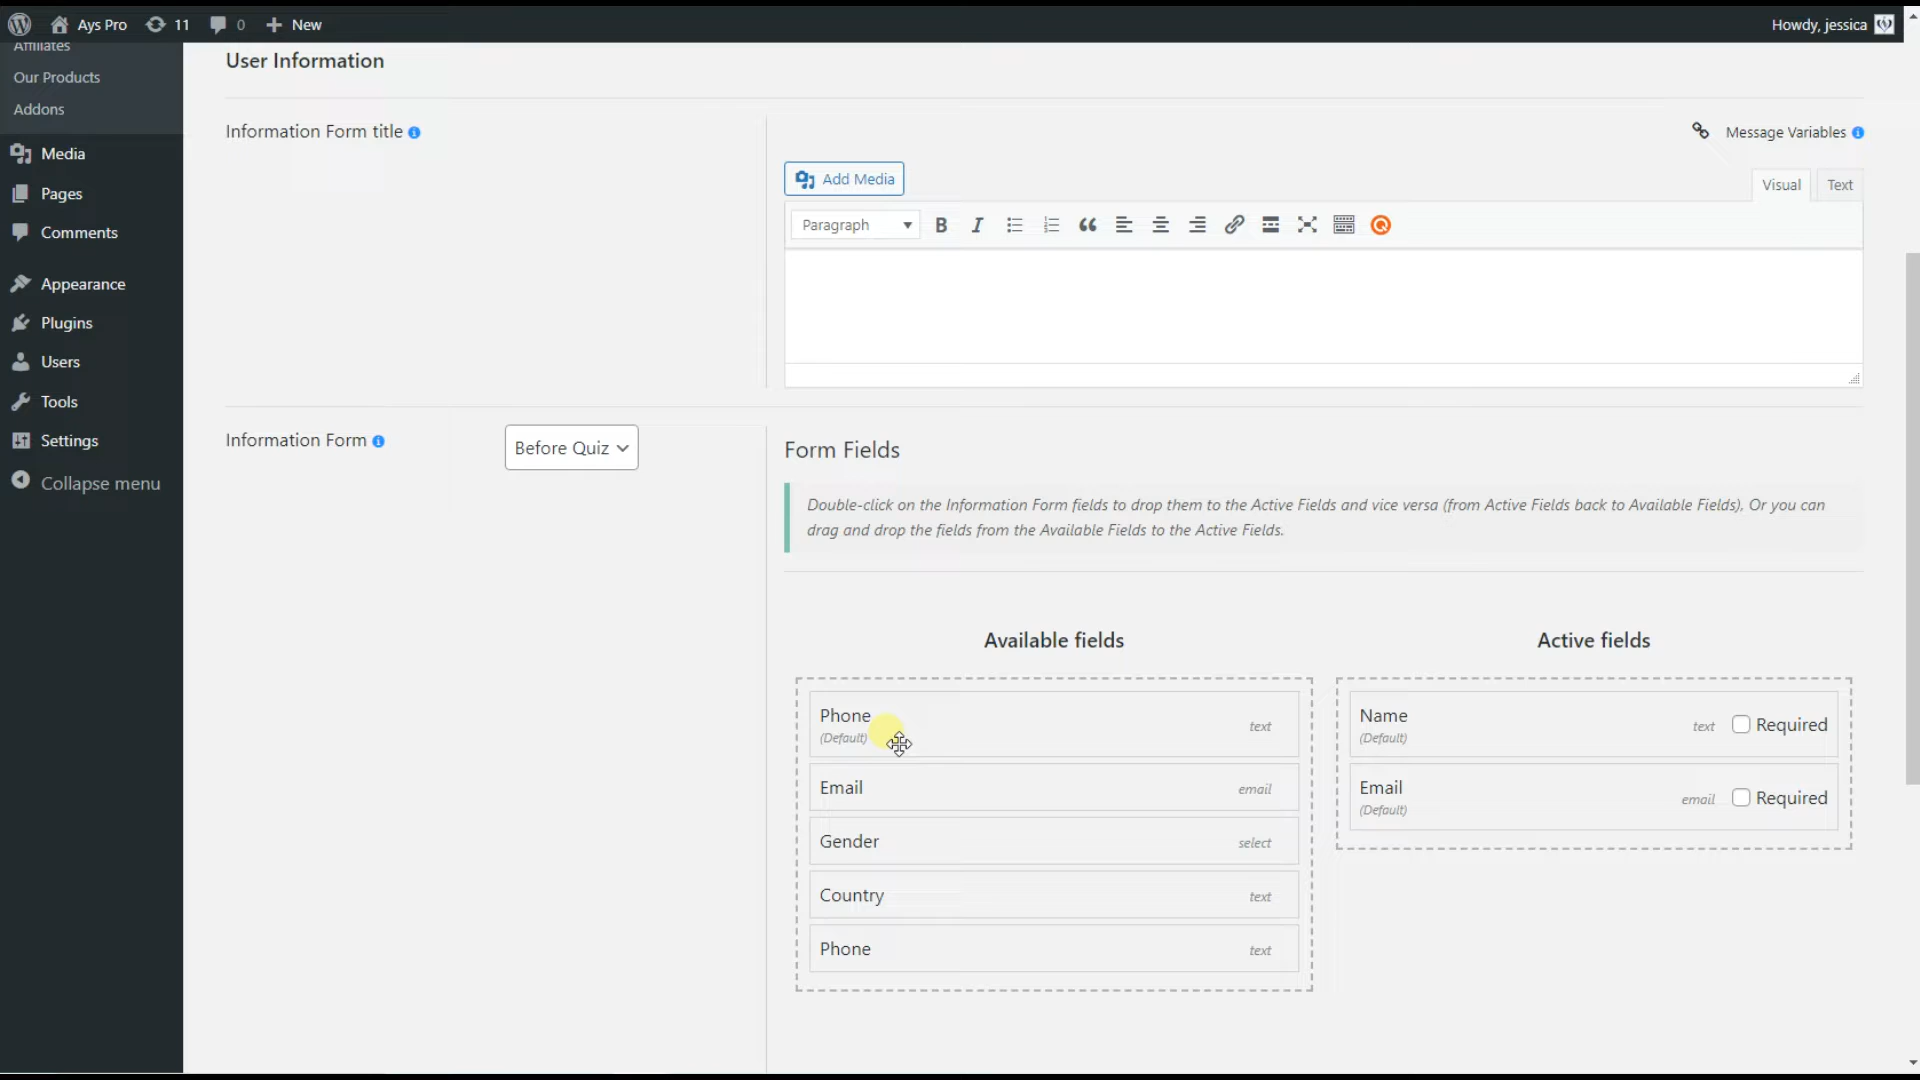 Ays Pro
11
0
New
Howdy, jessica
Affiliates
Our Products
Addons
Media
Pages
Comments
Appearance
Plugins
Users
Tools
Settings
Collapse menu
User Information
Information Form title
Message Variables
Add Media
Visual
Text
Paragraph
Information Form
Before Quiz
Form Fields
Double-click on the Information Form fields to drop them to the Active Fields and vice versa (from Active Fields back to Available Fields), Or you can
drag and drop the fields from the Available Fields to the Active Fields.
Available fields
Phone
(Default)
text
Email
email
Gender
select
Country
text
Phone
text
Active fields
Name
(Default)
text
Required
Email
(Default)
email
Required